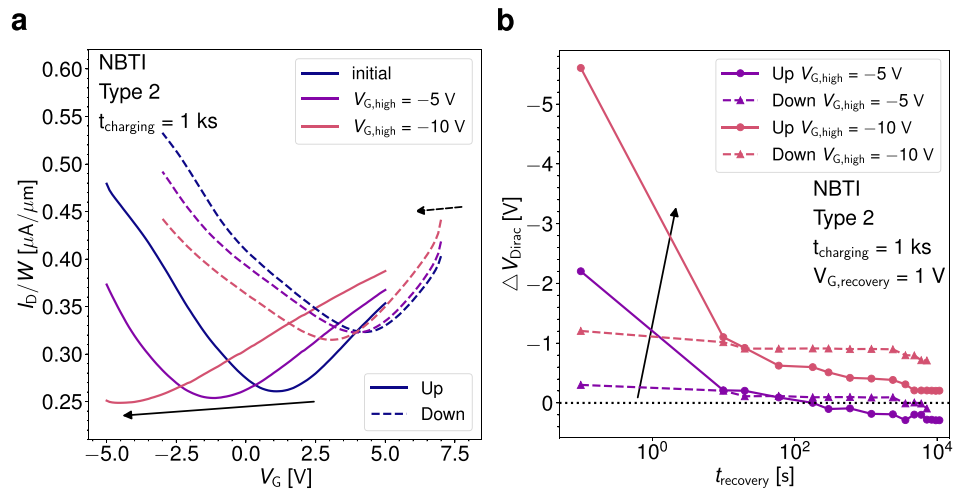 a
NBTI
Type 2
t_charging = 1 ks
initial
V_G,high = −5 V
V_G,high = −10 V
Up
Down
0.60
0.55
0.50
0.45
0.40
0.35
0.30
0.25
I_D/W [μA/μm]
−5.0 −2.5 0.0 2.5 5.0 7.5
V_G [V]
b
Up V_G,high = −5 V
Down V_G,high = −5 V
Up V_G,high = −10 V
Down V_G,high = −10 V
NBTI
Type 2
t_charging = 1 ks
V_G,recovery = 1 V
−5
−4
−3
−2
−1
0
△V_Dirac [V]
10^0 10^2 10^4
t_recovery [s]